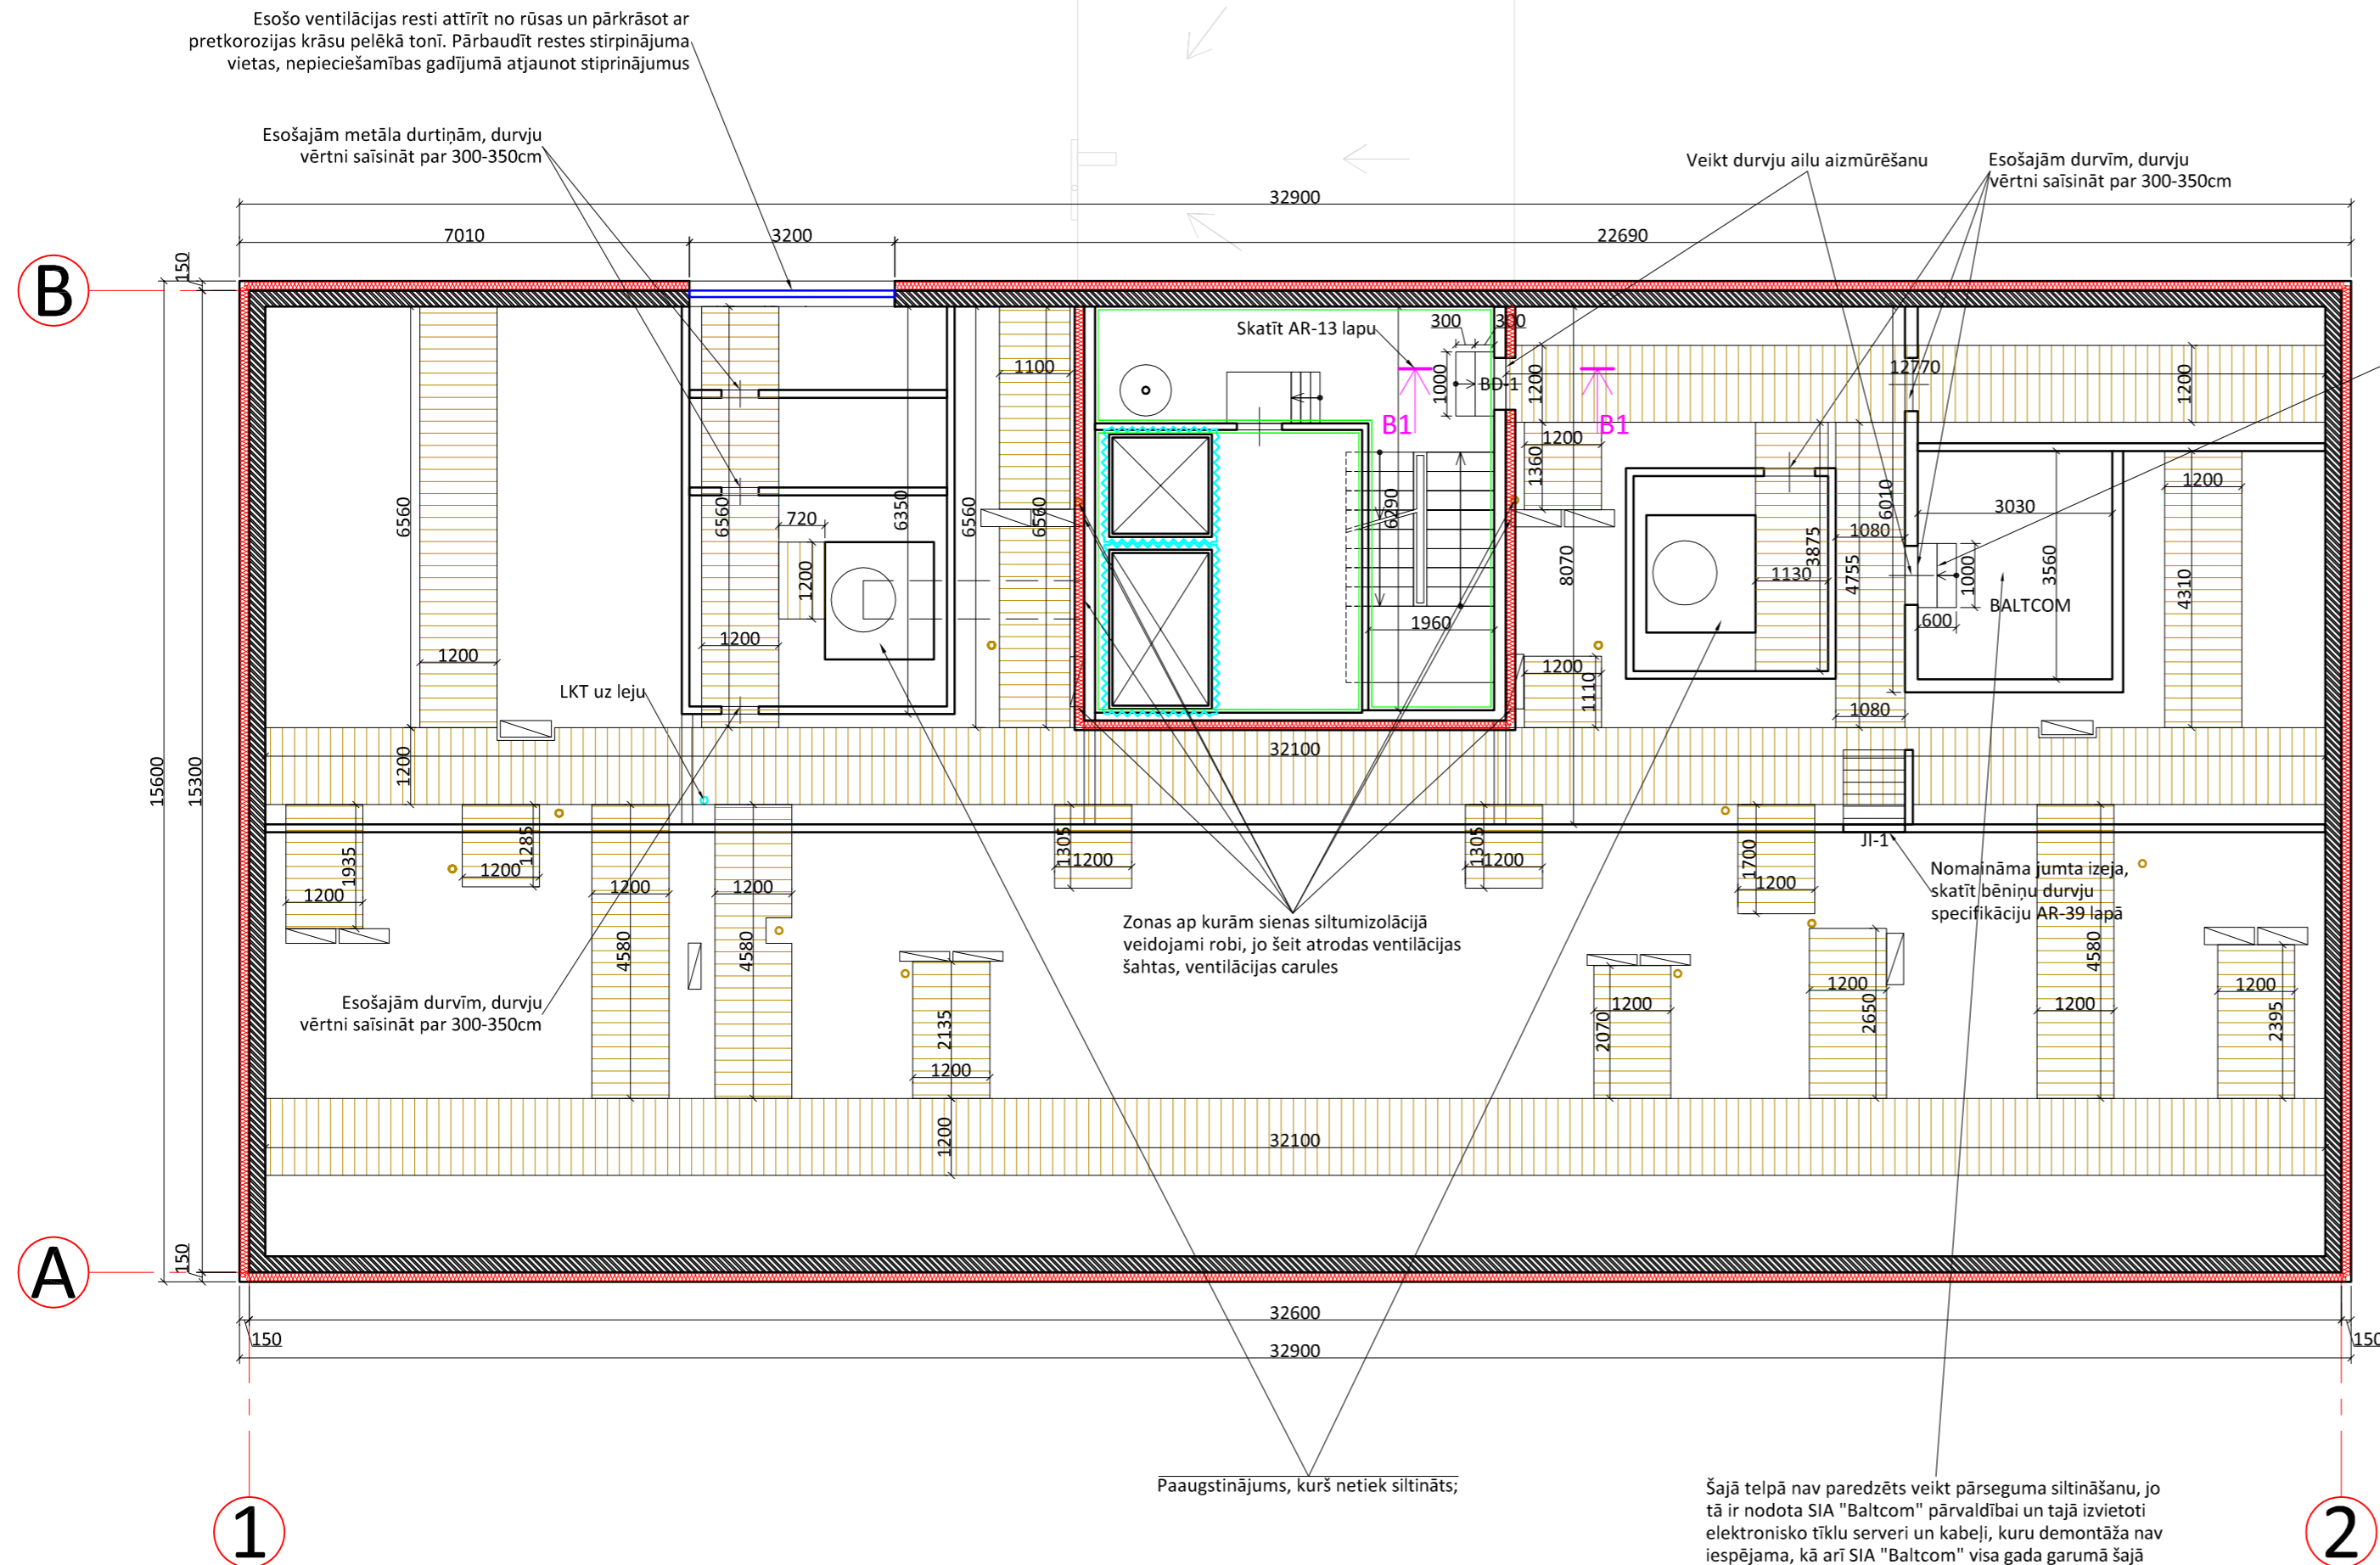 Esošo ventilācijas resti attīrīt no rūsas un pārkrāsot ar
pretkorozijas krāsu pelēkā tonī. Pārbaudīt restes stirpinājuma
vietas, nepieciešamības gadījumā atjaunot stiprinājumus
Esošajām metāla durtiņām, durvju
vērtni saīsināt par 300-350cm
Veikt durvju ailu aizmūrēšanu
Esošajām durvīm, durvju
vērtni saīsināt par 300-350cm
32900
7010
3200
22690
150
B
Skatīt AR-13 lapu
300
300
1100
1000
BD-1
1200
12770
1200
B1
B1
1200
1360
6560
6560
720
6350
6560
6560
6290
8070
3875
4755
6010
1080
3030
1200
1200
1130
1000
3560
4310
BALTCOM
600
1200
1200
1960
1200
1110
LKT uz leju
1080
15600
15300
1200
32100
1935
1285
1305
1305
1700
JI-1
1200
1200
1200
1200
1200
1200
1200
Nomaināma jumta izeja,
skatīt bēniņu durvju
specifikāciju AR-39 lapā
Zonas ap kurām sienas siltumizolācijā
veidojami robi, jo šeit atrodas ventilācijas
šahtas, ventilācijas carules
4580
4580
4580
Esošajām durvīm, durvju
vērtni saīsināt par 300-350cm
2135
1200
2070
1200
1200
2650
1200
1200
2395
1200
32100
A
150
32600
150
150
32900
Paaugstinājums, kurš netiek siltināts;
Šajā telpā nav paredzēts veikt pārseguma siltināšanu, jo
tā ir nodota SIA "Baltcom" pārvaldībai un tajā izvietoti
elektronisko tīklu serveri un kabeļi, kuru demontāža nav
iespējama, kā arī SIA "Baltcom" visa gada garumā šajā
1
2